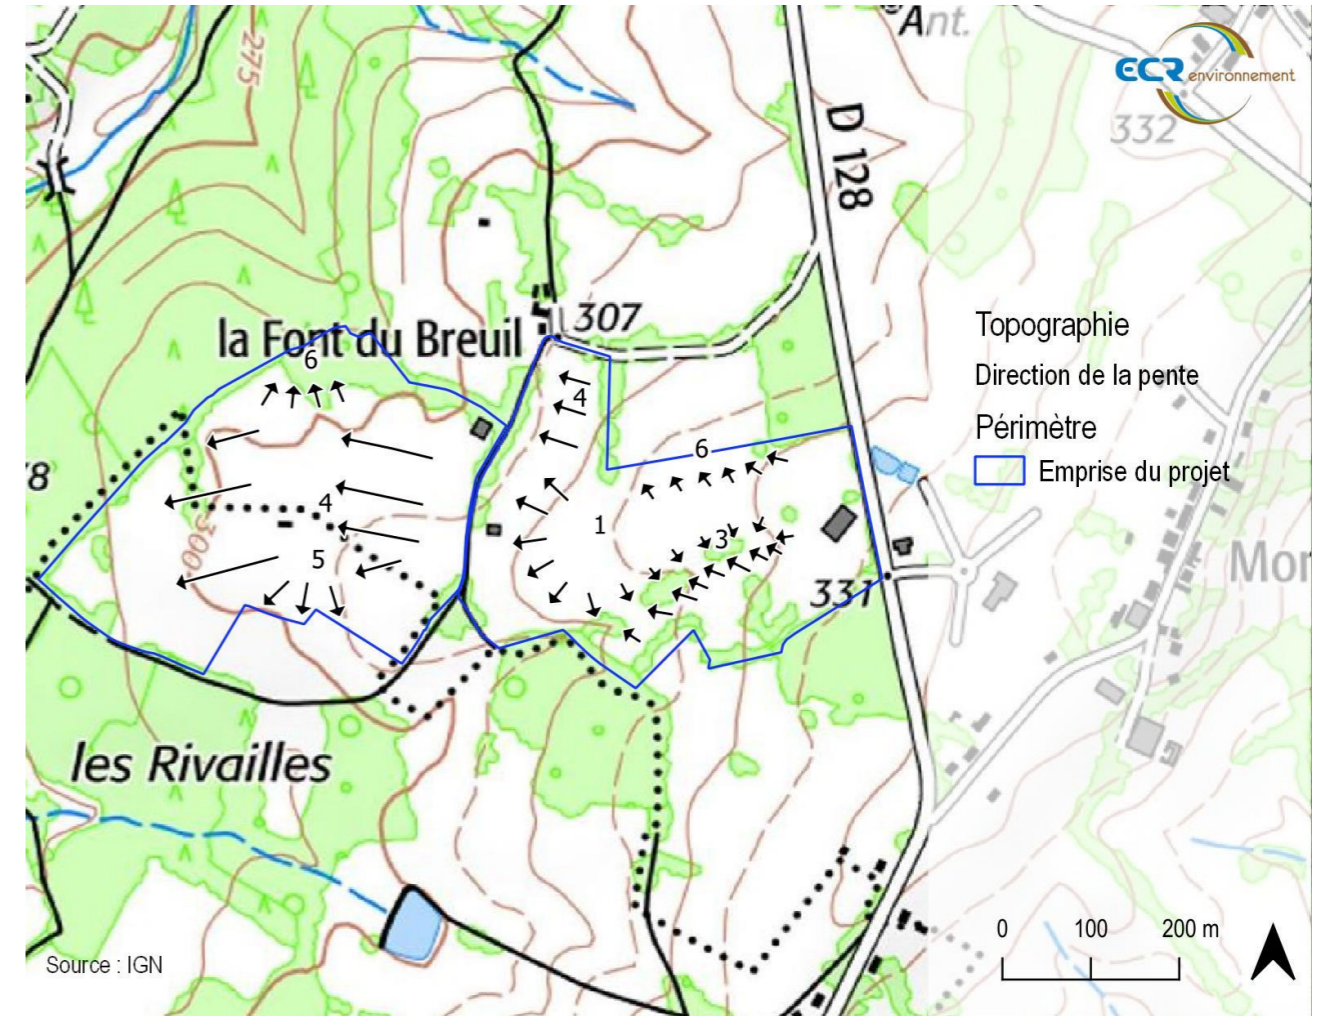 Ant.
ECR environnement
275
332
D 128
307
la Font du Breuil
6
4
6
8
4
1
3
5
300
331
Mon
les Rivailles
Topographie
Direction de la pente
Périmètre
Emprise du projet
0 100 200 m
Source : IGN